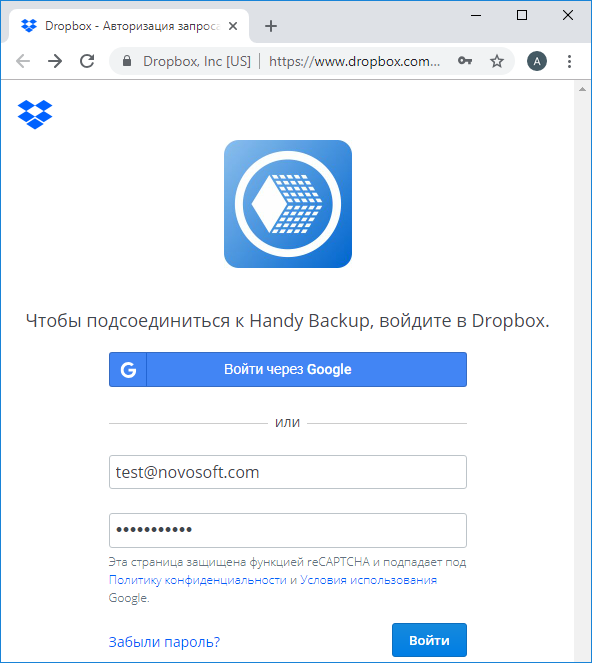 Dropbox - Авторизация запроса
Dropbox, Inc [US] | https://www.dropbox.com...
A
Чтобы подсоединиться к Handy Backup, войдите в Dropbox.
G Войти через Google
или
test@novosoft.com
•••••••••••
Эта страница защищена функцией reCAPTCHA и подпадает под
Политику конфиденциальности и Условия использования
Google.
Забыли пароль?
Войти